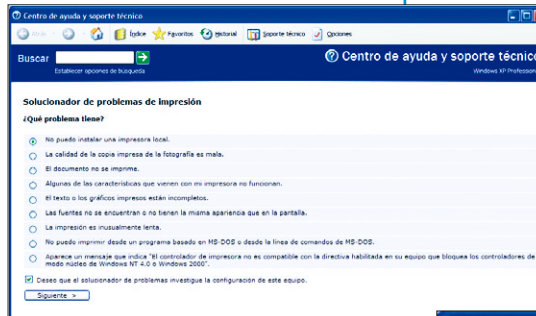 Centro de ayuda y soporte técnico
Atrás Índice Favoritos Historial Soporte técnico Opciones
Buscar
Centro de ayuda y soporte técnico
Establecer opciones de búsqueda
Windows XP Professional
Solucionador de problemas de impresión
¿Qué problema tiene?
No puedo instalar una impresora local.
La calidad de la copia impresa de la fotografía es mala.
El documento no se imprime.
Algunas de las características que vienen con mi impresora no funcionan.
El texto o los gráficos impresos están incompletos.
Las fuentes no se encuentran o no tienen la misma apariencia que en la pantalla.
La impresión es inusualmente lenta.
No puedo imprimir desde un programa basado en MS-DOS o desde la línea de comandos de MS-DOS.
Aparece un mensaje que indica "El controlador de impresora no es compatible con la directiva habilitada en su equipo que bloquea los controladores de
modo núcleo de Windows NT 4.0 o Windows 2000".
Deseo que el solucionador de problemas investigue la configuración de este equipo.
Siguiente >